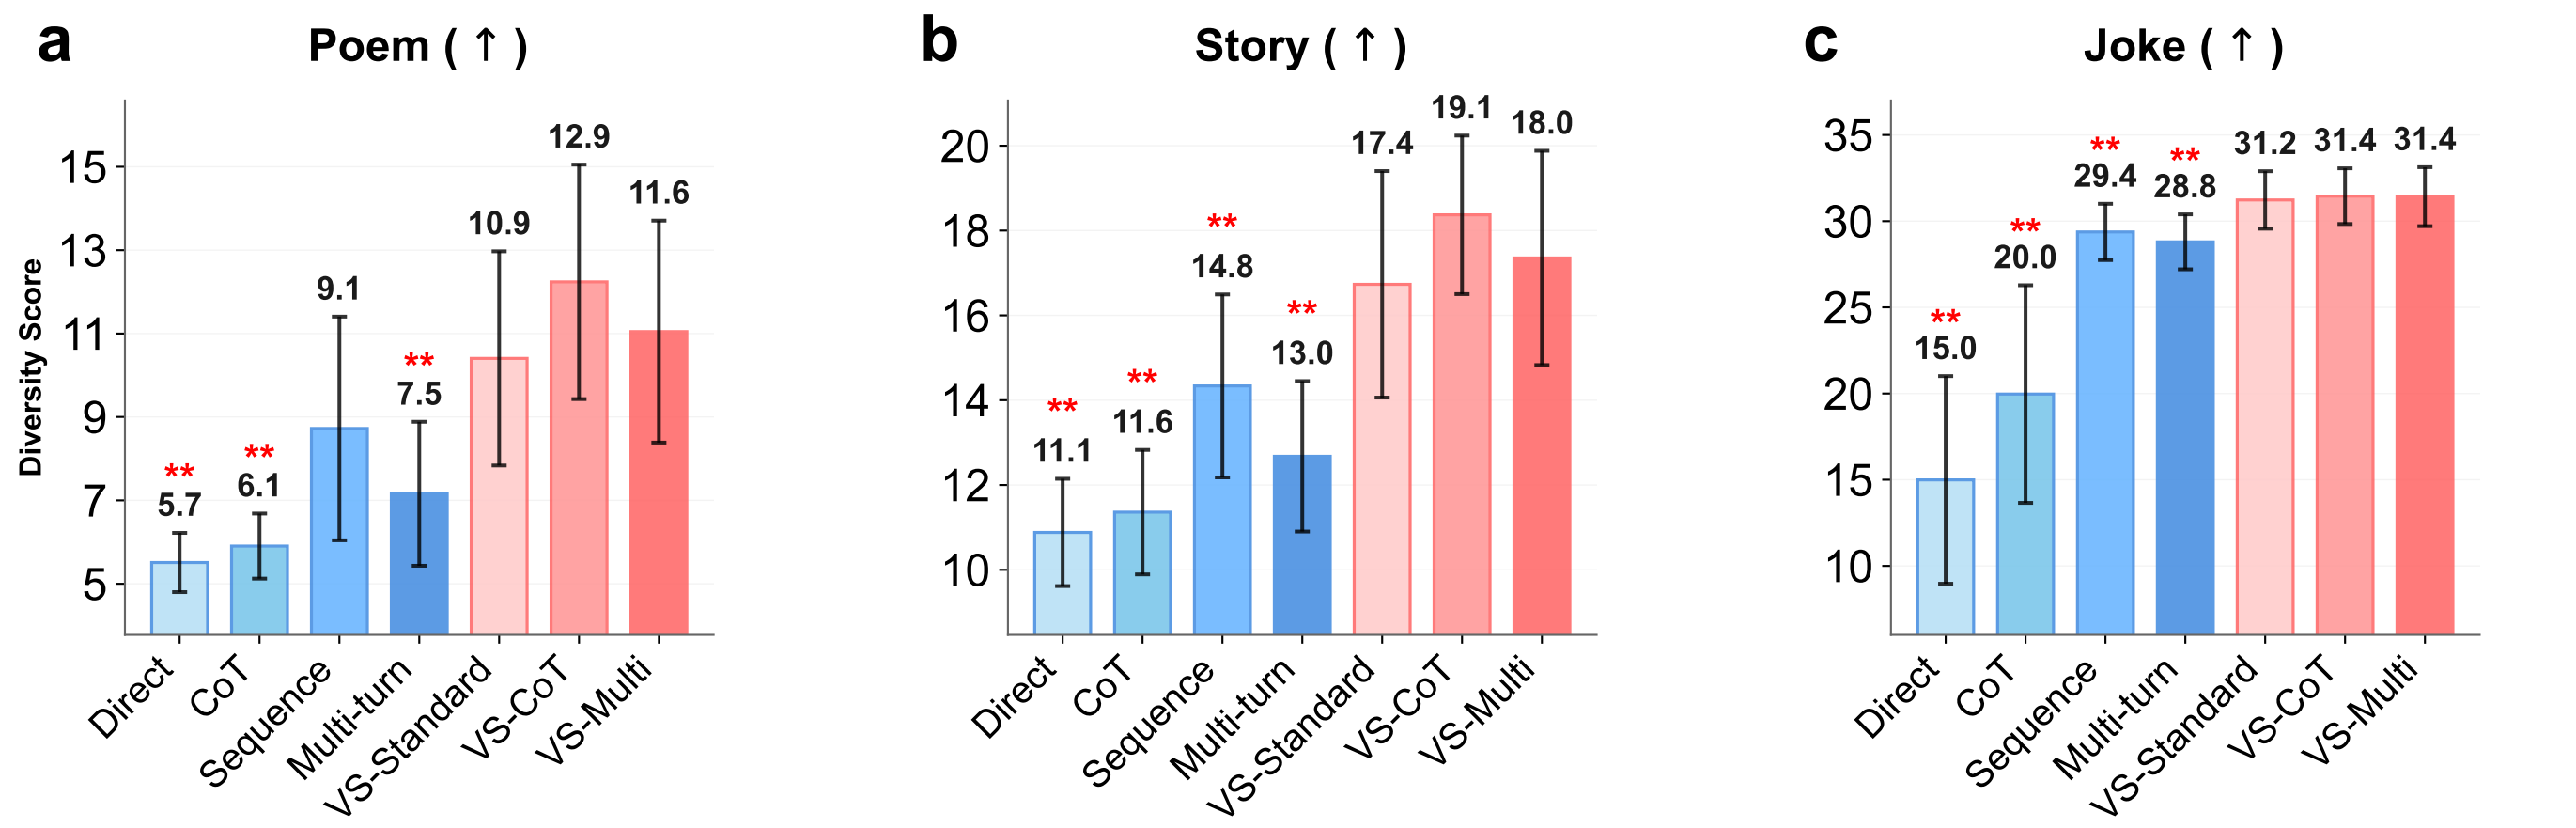 a
Poem ( ↑ )
Diversity Score
15
13
11
9
7
5
**
5.7
**
6.1
9.1
**
7.5
10.9
12.9
11.6
Direct
CoT
Sequence
Multi-turn
VS-Standard
VS-CoT
VS-Multi
b
Story ( ↑ )
20
18
16
14
12
10
**
11.1
**
11.6
**
14.8
**
13.0
17.4
19.1
18.0
Direct
CoT
Sequence
Multi-turn
VS-Standard
VS-CoT
VS-Multi
c
Joke ( ↑ )
35
30
25
20
15
10
**
15.0
**
20.0
**
29.4
**
28.8
31.2
31.4
31.4
Direct
CoT
Sequence
Multi-turn
VS-Standard
VS-CoT
VS-Multi